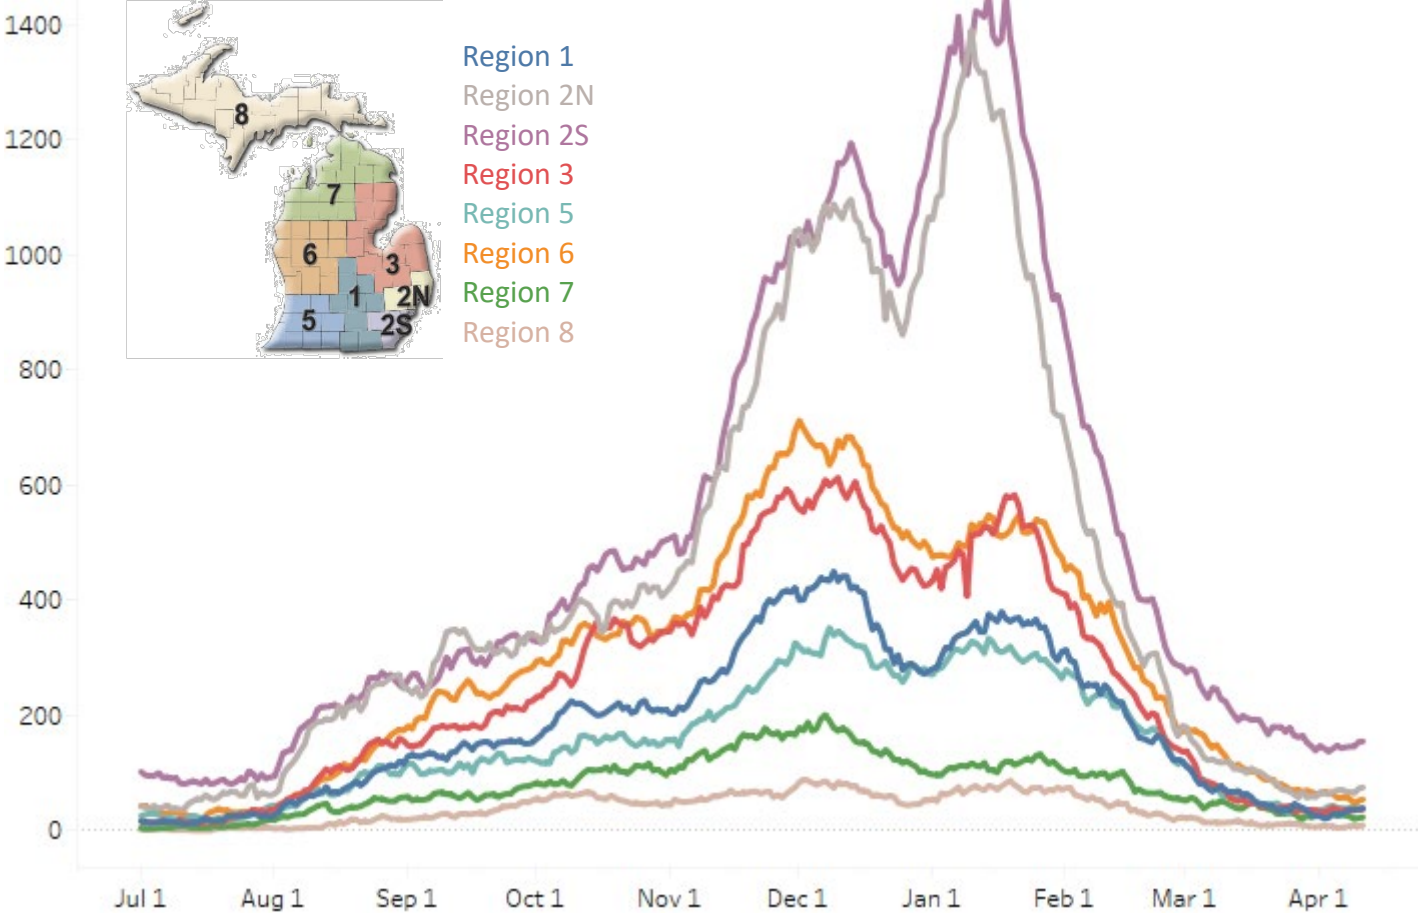 1400
1200
1000
800
600
400
200
0
8
7
6
3
1
2N
5
2S
Region 1
Region 2N
Region 2S
Region 3
Region 5
Region 6
Region 7
Region 8
Jul 1 Aug 1 Sep 1 Oct 1 Nov 1 Dec 1 Jan 1 Feb 1 Mar 1 Apr 1